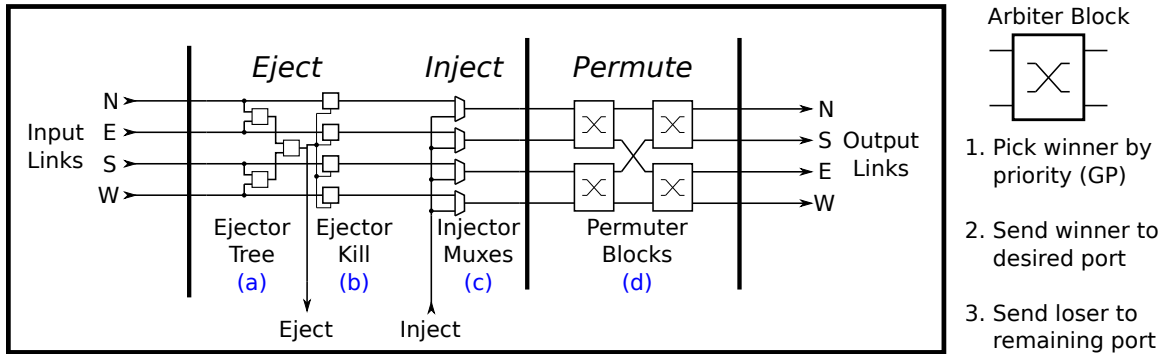 Eject
Inject
Permute
Input
Links
N
E
S
W
Ejector
Tree
(a)
Ejector
Kill
(b)
Injector
Muxes
(c)
Permuter
Blocks
(d)
Eject
Inject
N
S
E
W
Output
Links
Arbiter Block
1. Pick winner by
priority (GP)
2. Send winner to
desired port
3. Send loser to
remaining port